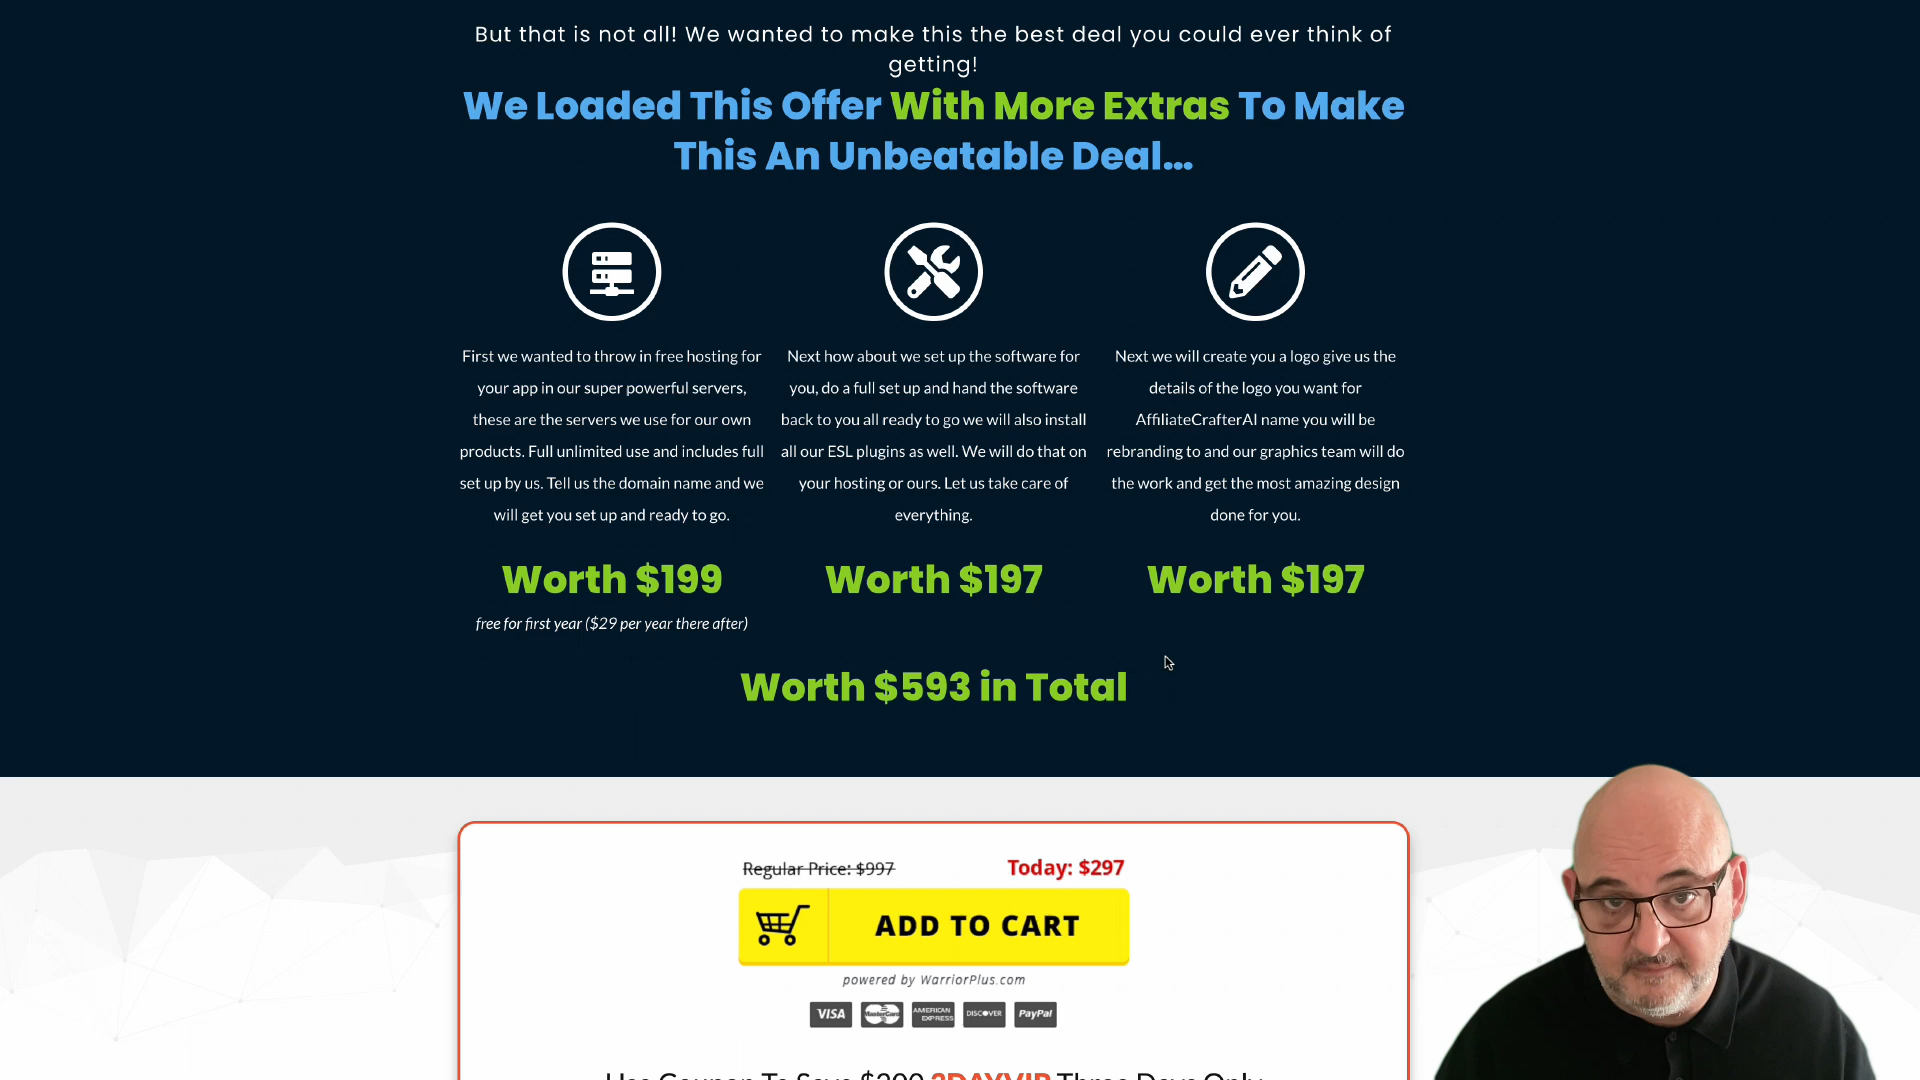 But that is not all! We wanted to make this the best deal you could ever think of
getting!
We Loaded This Offer With More Extras To Make
This An Unbeatable Deal...
First we wanted to throw in free hosting for
your app in our super powerful servers,
these are the servers we use for our own
products. Full unlimited use and includes full
set up by us. Tell us the domain name and we
will get you set up and ready to go.
Worth $199
free for first year ($29 per year there after)
Next how about we set up the software for
you, do a full set up and hand the software
back to you all ready to go we will also install
all our ESL plugins as well. We will do that on
your hosting or ours. Let us take care of
everything.
Worth $197
Next we will create you a logo give us the
details of the logo you want for
AffiliateCrafterAI name you will be
rebranding to and our graphics team will do
the work and get the most amazing design
done for you.
Worth $197
Worth $593 in Total
Regular Price: $997
Today: $297
ADD TO CART
powered by WarriorPlus.com
VISA
MasterCard
AMERICAN EXPRESS
DISCOVER
PayPal
Use Coupon To Save $200 3DAYVIP Three Days Only